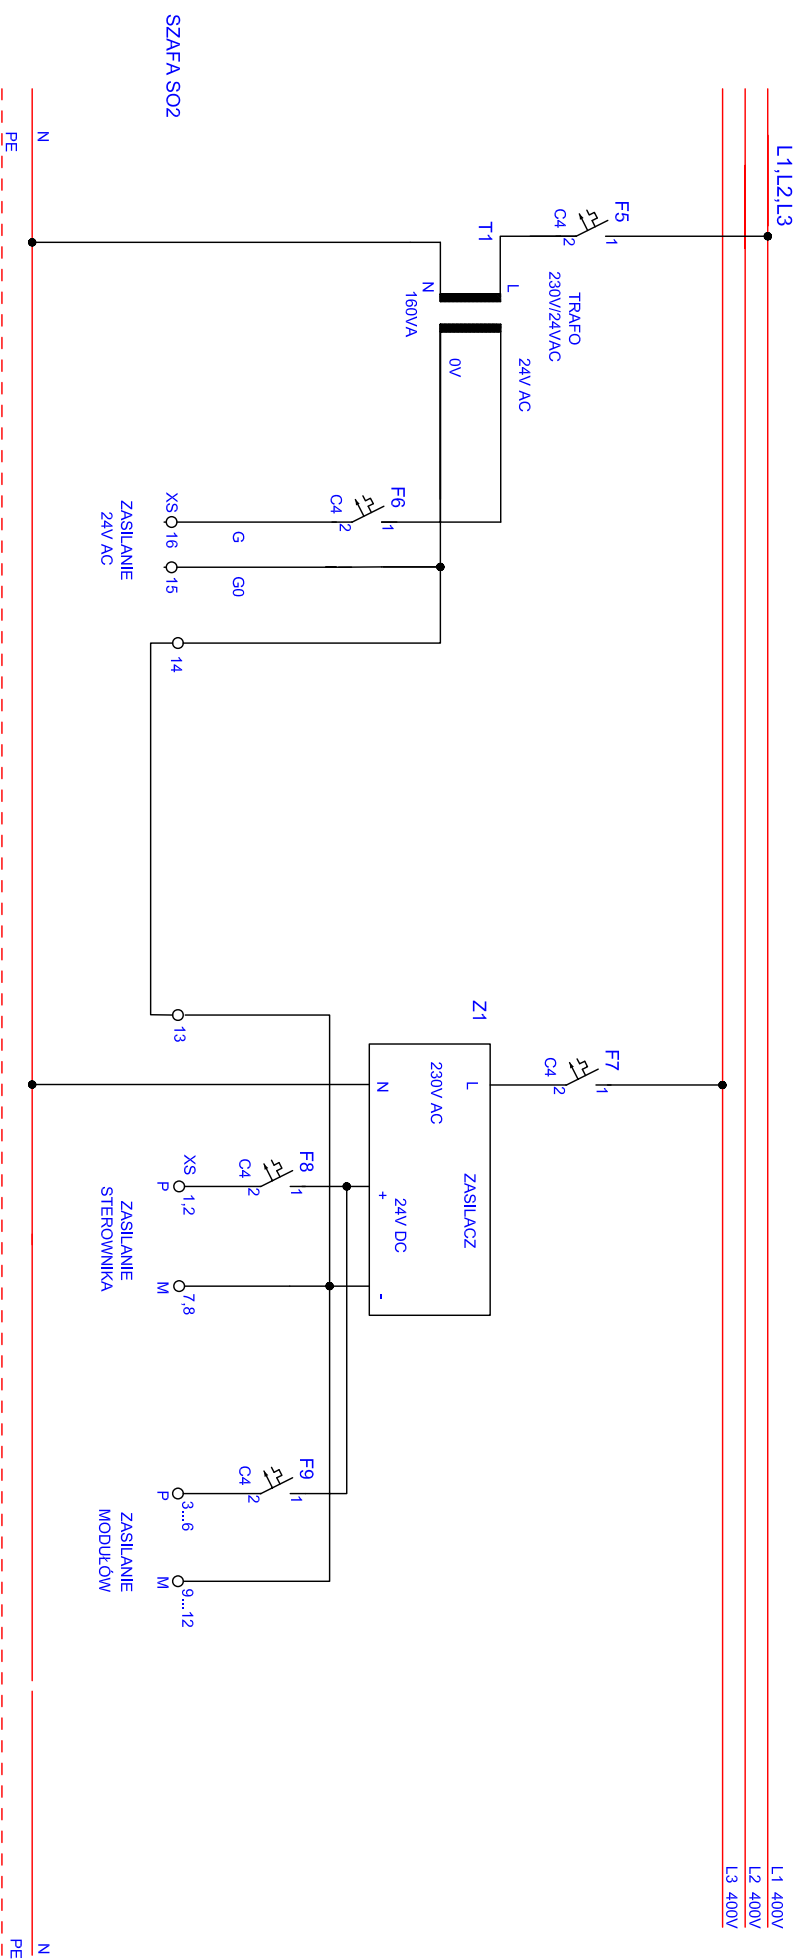 L1,L2,L3
L1 400V
L2 400V
L3 400V
F5
1
C4
2
T1
TRAFO
230V/24VAC
L
N
160VA
24V AC
0V
F6
1
C4
2
G
G0
XS
16
15
ZASILANIE
24V AC
14
13
F7
1
C4
2
Z1
L
ZASILACZ
230V AC
N
24V DC
+
-
F8
1
C4
2
XS
P
1,2
M
7,8
ZASILANIE
STEROWNIKA
F9
1
C4
2
P
3...6
M
9...12
ZASILANIE
MODUŁÓW
SZAFA SO2
N
PE
N
PE